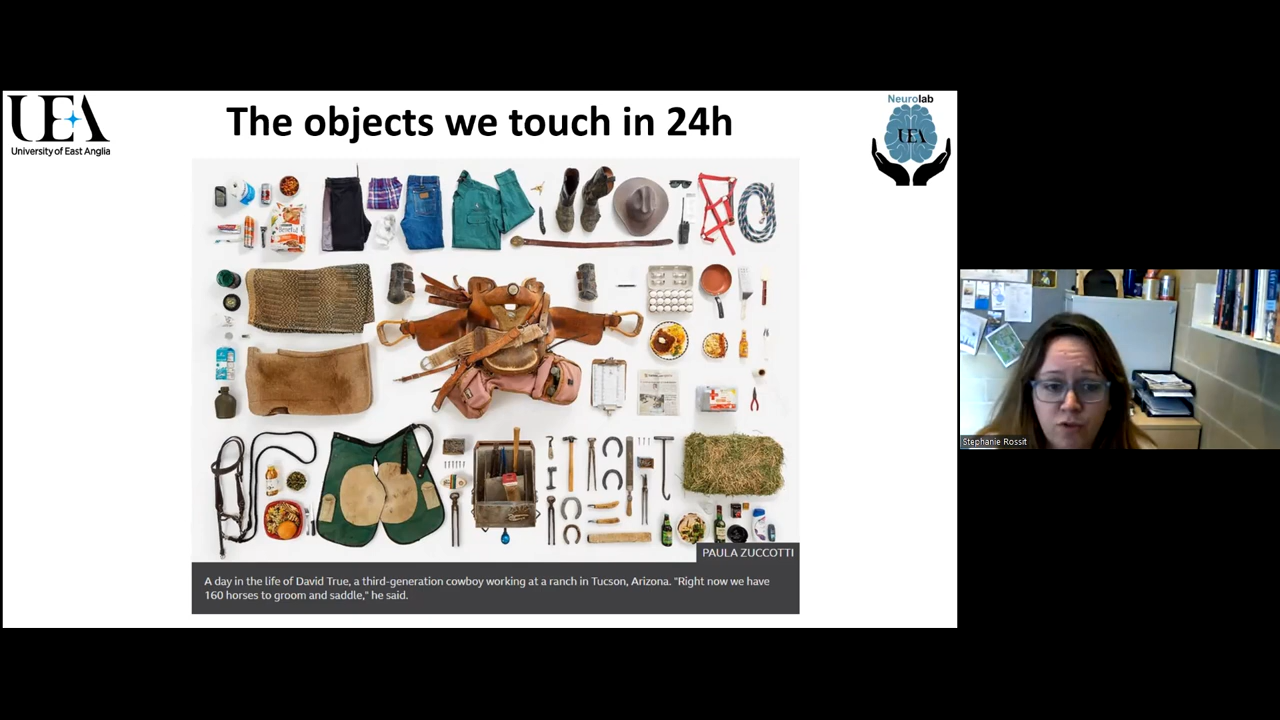 UEA
University of East Anglia
The objects we touch in 24h
Neurolab
UEA
PAULA ZUCCOTTI
A day in the life of David True, a third-generation cowboy working at a ranch in Tucson, Arizona. "Right now we have
160 horses to groom and saddle," he said.
Stephanie Rossit